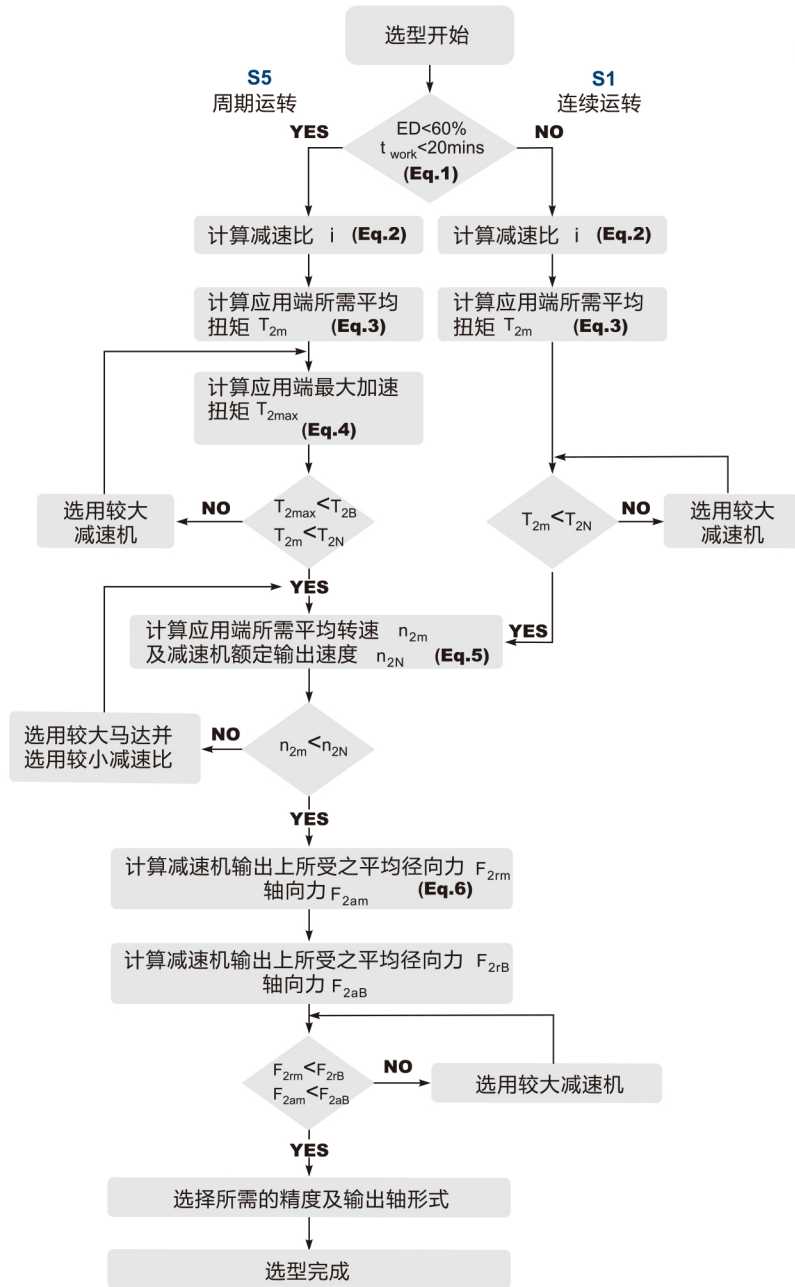 选型开始
S5
周期运转
S1
连续运转
YES
ED<60%
t work<20mins
(Eq.1)
NO
计算减速比 i (Eq.2)
计算减速比 i (Eq.2)
计算应用端所需平均
扭矩 T2m (Eq.3)
计算应用端所需平均
扭矩 T2m (Eq.3)
计算应用端最大加速
扭矩 T2max
(Eq.4)
选用较大
减速机
NO
T2max<T2B
T2m<T2N
T2m<T2N
NO
选用较大
减速机
YES
计算应用端所需平均转速 n2m
及减速机额定输出速度 n2N (Eq.5)
YES
选用较大马达并
选用较小减速比
NO
n2m<n2N
YES
计算减速机输出上所受之平均径向力 F2rm
轴向力 F2am (Eq.6)
计算减速机输出上所受之平均径向力 F2rB
轴向力 F2aB
F2rm<F2rB
F2am<F2aB
NO
选用较大减速机
YES
选择所需的精度及输出轴形式
选型完成